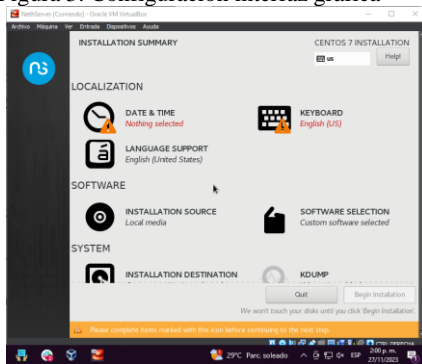 NethServer [Corriendo] - Oracle VM VirtualBox
Archivo Máquina Ver Entrada Dispositivos Ayuda
INSTALLATION SUMMARY
CENTOS 7 INSTALLATION
us
Help!
LOCALIZATION
DATE & TIME
Nothing selected
KEYBOARD
English (US)
LANGUAGE SUPPORT
English (United States)
SOFTWARE
INSTALLATION SOURCE
Local media
SOFTWARE SELECTION
Custom software selected
SYSTEM
INSTALLATION DESTINATION
KDUMP
Quit
Begin Installation
We won't touch your disks until you click 'Begin Installation'.
Please complete items marked with this icon before continuing to the next step.
CTRL DERECHA
29°C Parc. soleado
ESP
2:00 p. m.
27/11/2023